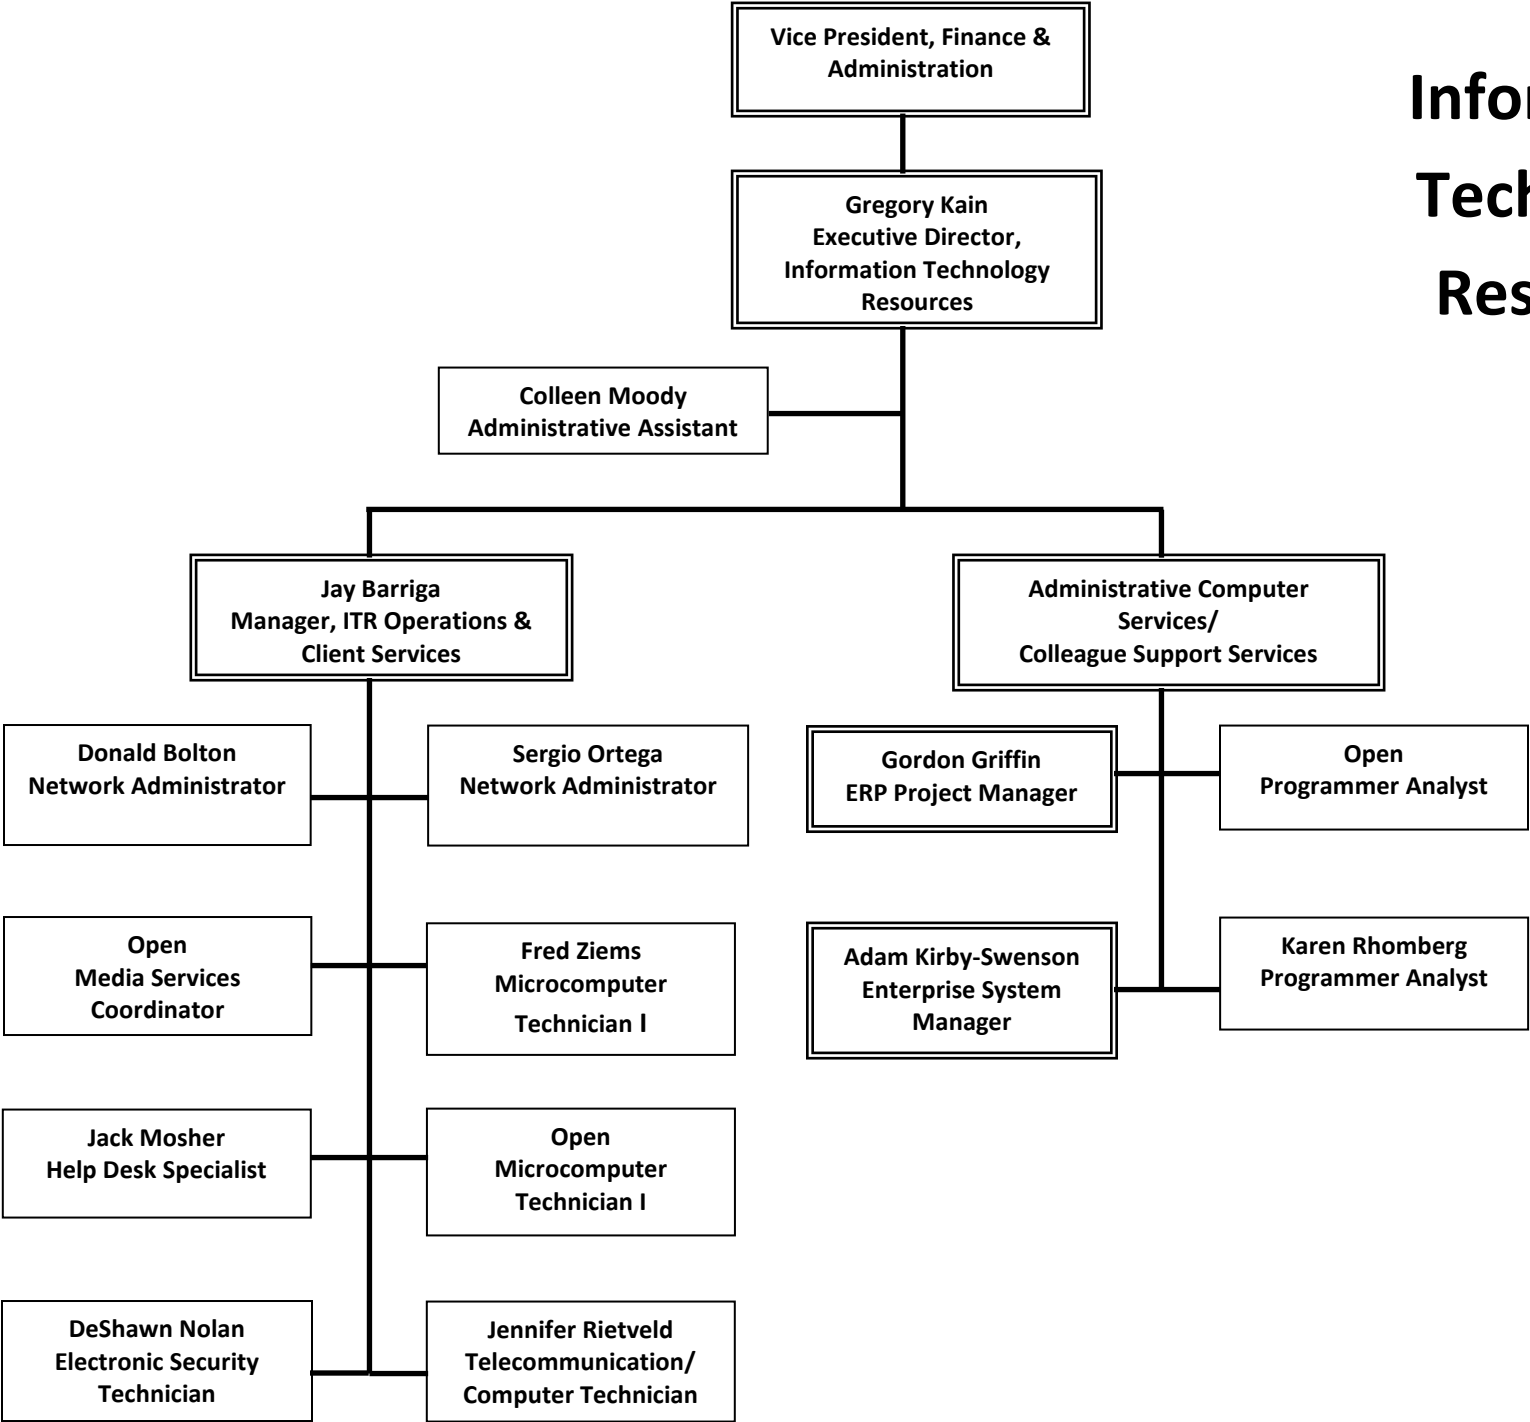 Vice President, Finance &
Administration
Infor
Tech
Res
Gregory Kain
Executive Director,
Information Technology
Resources
Colleen Moody
Administrative Assistant
Jay Barriga
Manager, ITR Operations &
Client Services
Administrative Computer
Services/
Colleague Support Services
Donald Bolton
Network Administrator
Sergio Ortega
Network Administrator
Gordon Griffin
ERP Project Manager
Open
Programmer Analyst
Open
Media Services
Coordinator
Fred Ziems
Microcomputer
Technician l
Adam Kirby-Swenson
Enterprise System
Manager
Karen Rhomberg
Programmer Analyst
Jack Mosher
Help Desk Specialist
Open
Microcomputer
Technician I
DeShawn Nolan
Electronic Security
Technician
Jennifer Rietveld
Telecommunication/
Computer Technician